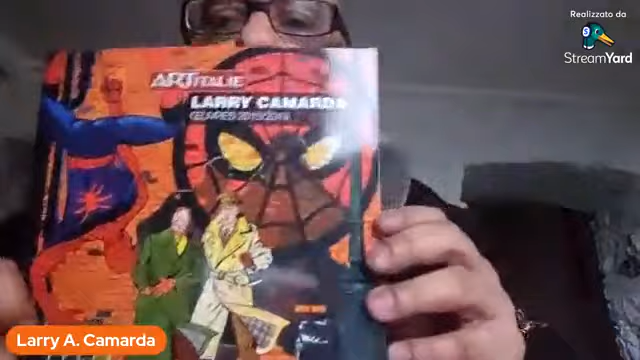 Realizzato da
StreamYard
ARTITALIE
LARRY CAMARDA
Larry A. Camarda